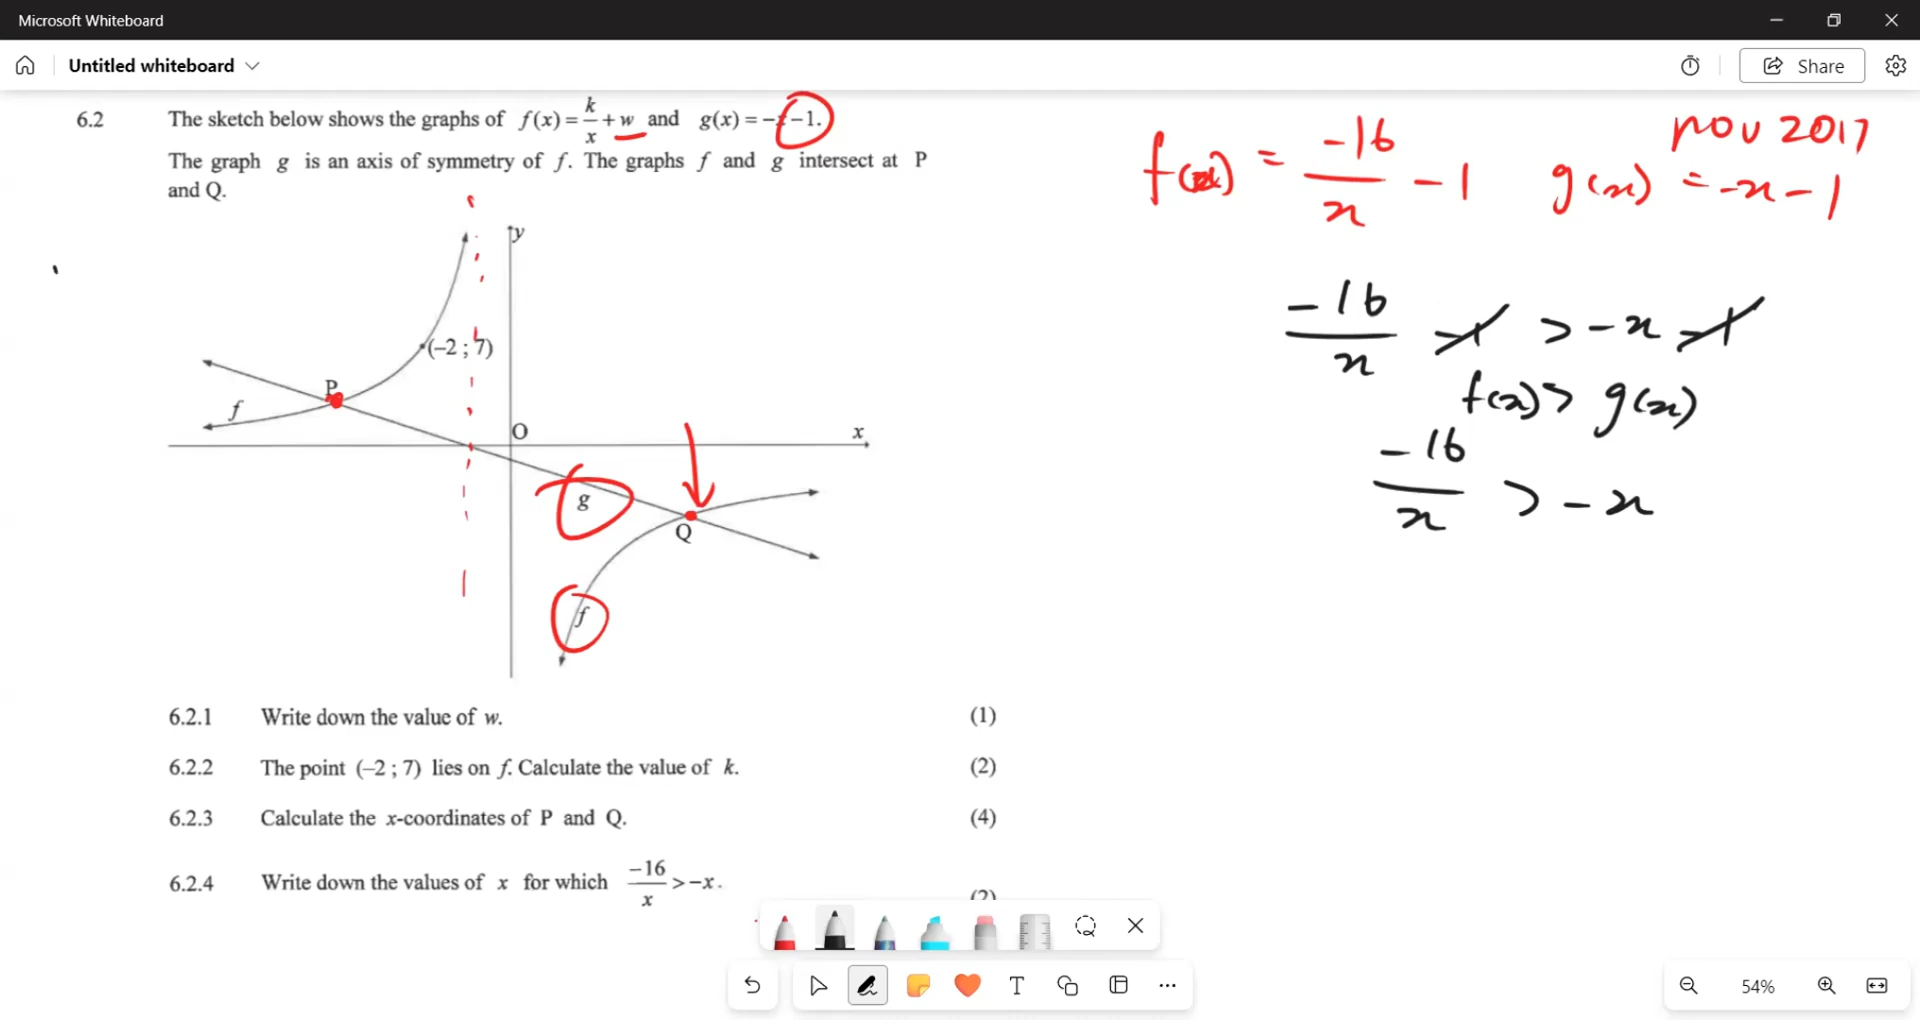 Microsoft Whiteboard
Untitled whiteboard
Share
6.2 The sketch below shows the graphs of f(x) = k/x + w and g(x) = -x -1.
The graph g is an axis of symmetry of f. The graphs f and g intersect at P
and Q.
nov 2017
f(x) = -16/x - 1 g(x) = -x - 1
-16/x -1 > -x -1
f(x) > g(x)
-16/x > -x
y
(-2 ; 7)
P
f
O
x
g
Q
f
6.2.1 Write down the value of w. (1)
6.2.2 The point (-2 ; 7) lies on f. Calculate the value of k. (2)
6.2.3 Calculate the x-coordinates of P and Q. (4)
6.2.4 Write down the values of x for which -16/x > -x. (2)
T
54%